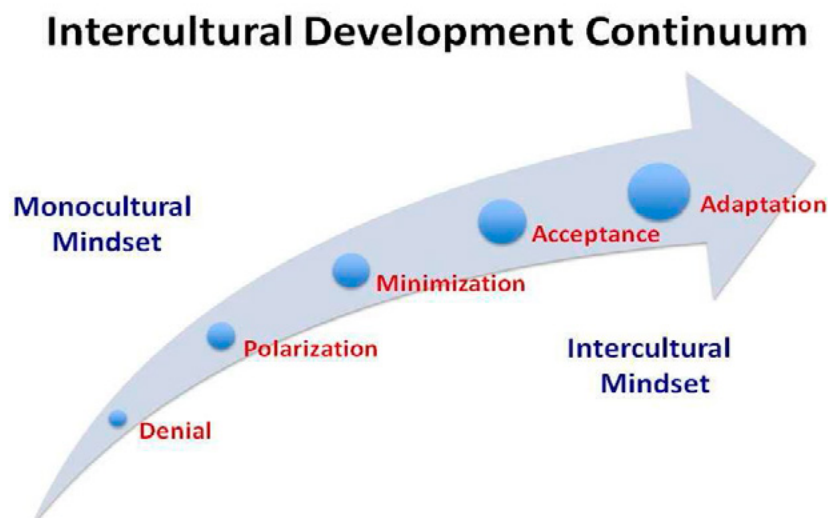 Intercultural Development Continuum
Monocultural
Mindset
Adaptation
Acceptance
Minimization
Polarization
Denial
Intercultural
Mindset